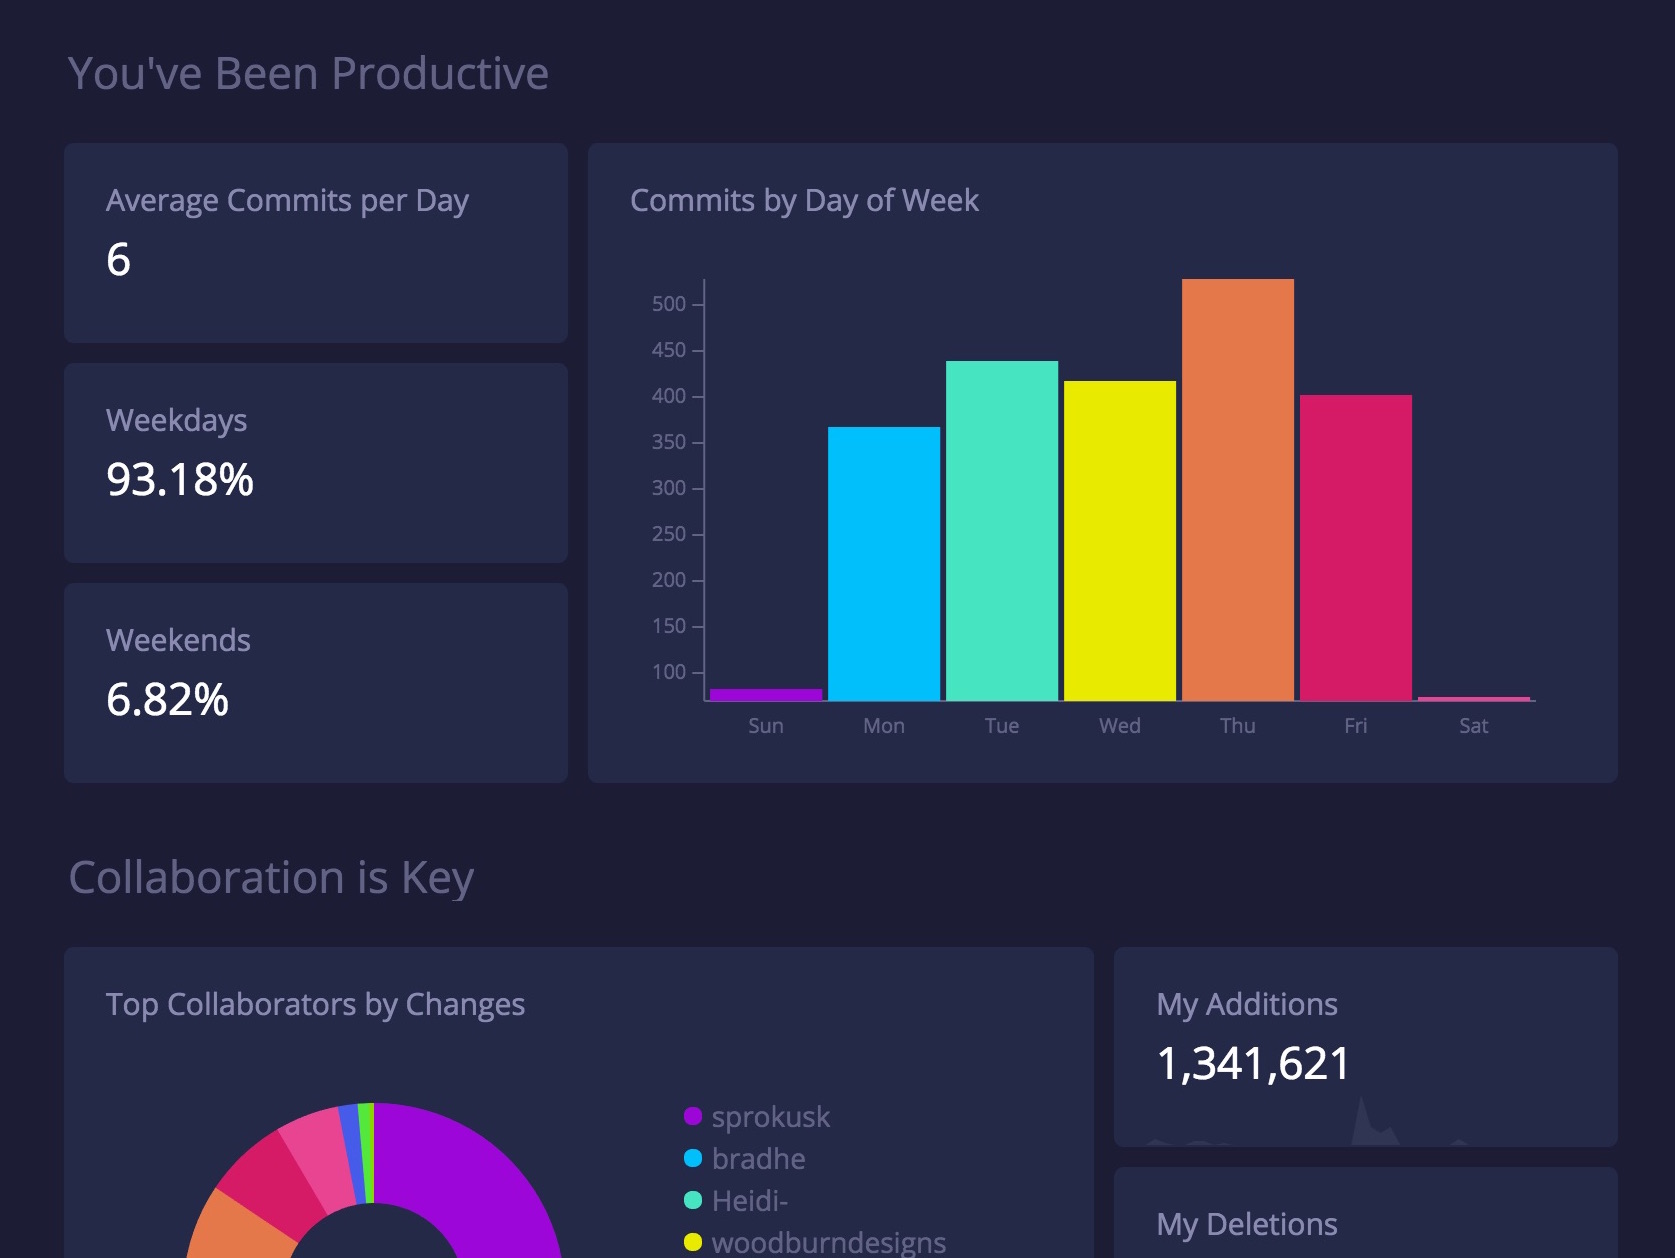 You've Been Productive
Average Commits per Day
6
Weekdays
93.18%
Weekends
6.82%
Commits by Day of Week
500
450
400
350
300
250
200
150
100
Sun Mon Tue Wed Thu Fri Sat
Collaboration is Key
Top Collaborators by Changes
sprokusk
bradhe
Heidi-
woodburndesigns
My Additions
1,341,621
My Deletions